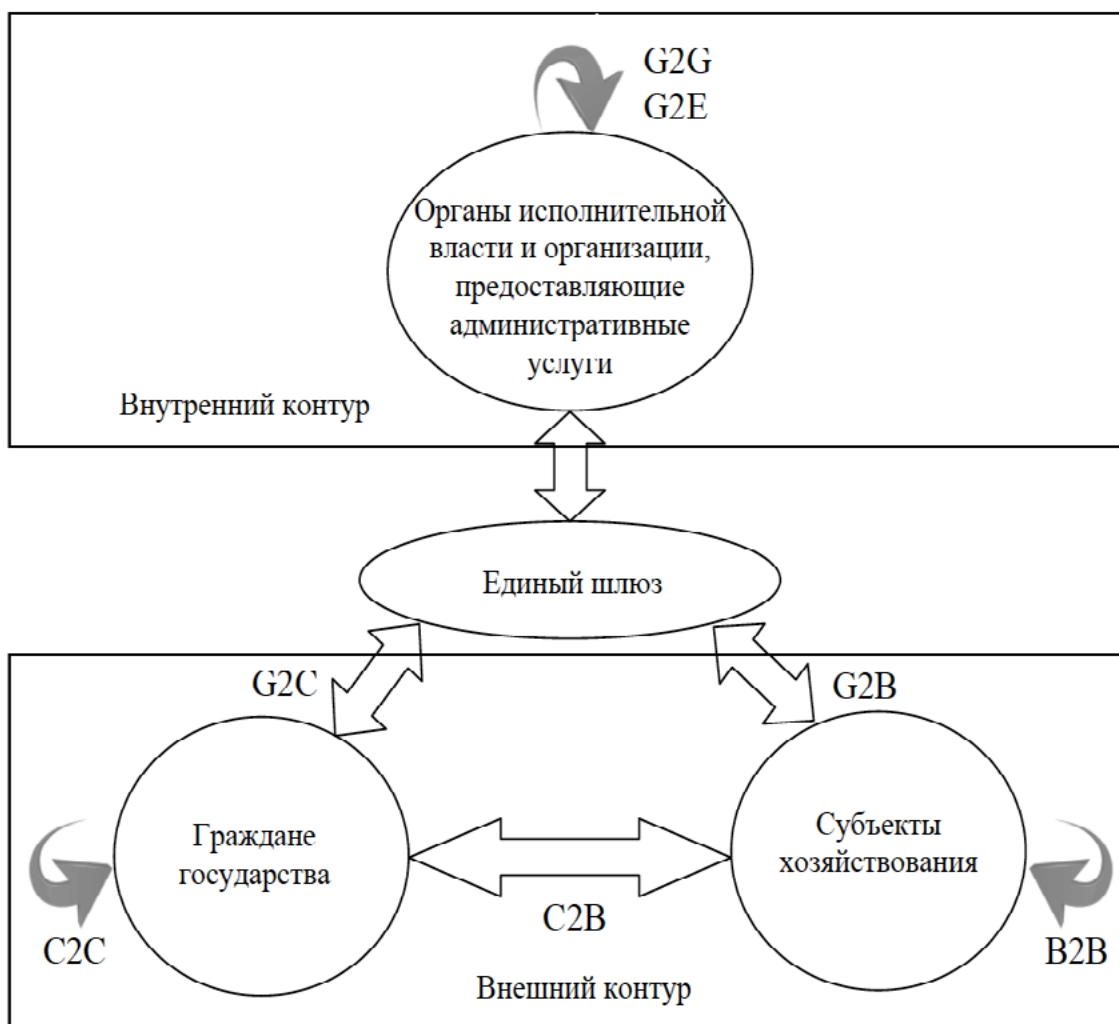 G2G
G2E
Органы исполнительной
власти и организации,
предоставляющие
административные
услуги
Внутренний контур
Единый шлюз
G2C
G2B
Граждане
государства
Субъекты
хозяйствования
C2C
C2B
B2B
Внешний контур